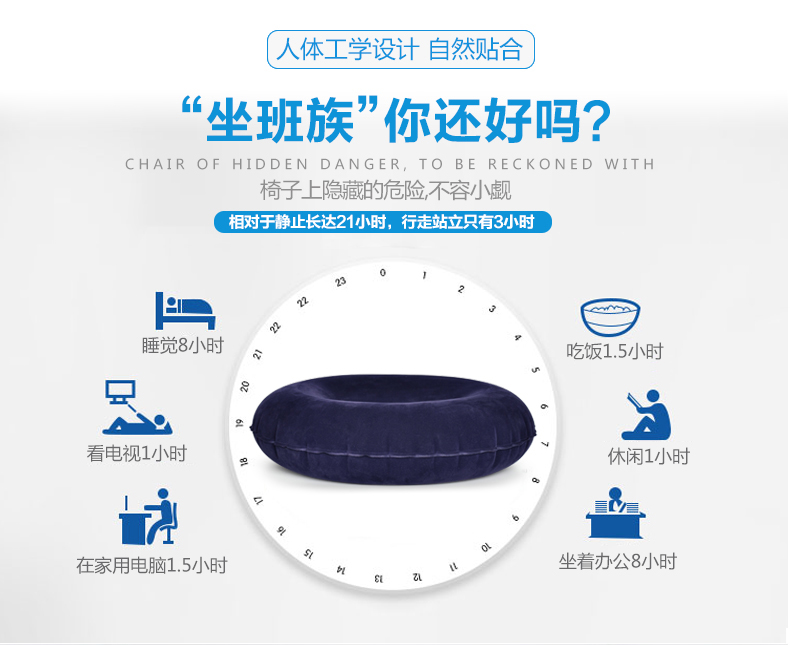 人体工学设计 自然贴合
“坐班族”你还好吗?
CHAIR OF HIDDEN DANGER, TO BE RECKONED WITH
椅子上隐藏的危险,不容小觑
相对于静止长达21小时，行走站立只有3小时
0
1
2
3
4
5
6
7
8
9
10
11
12
13
14
15
16
17
18
19
20
21
22
22
23
睡觉8小时
吃饭1.5小时
看电视1小时
休闲1小时
在家用电脑1.5小时
坐着办公8小时